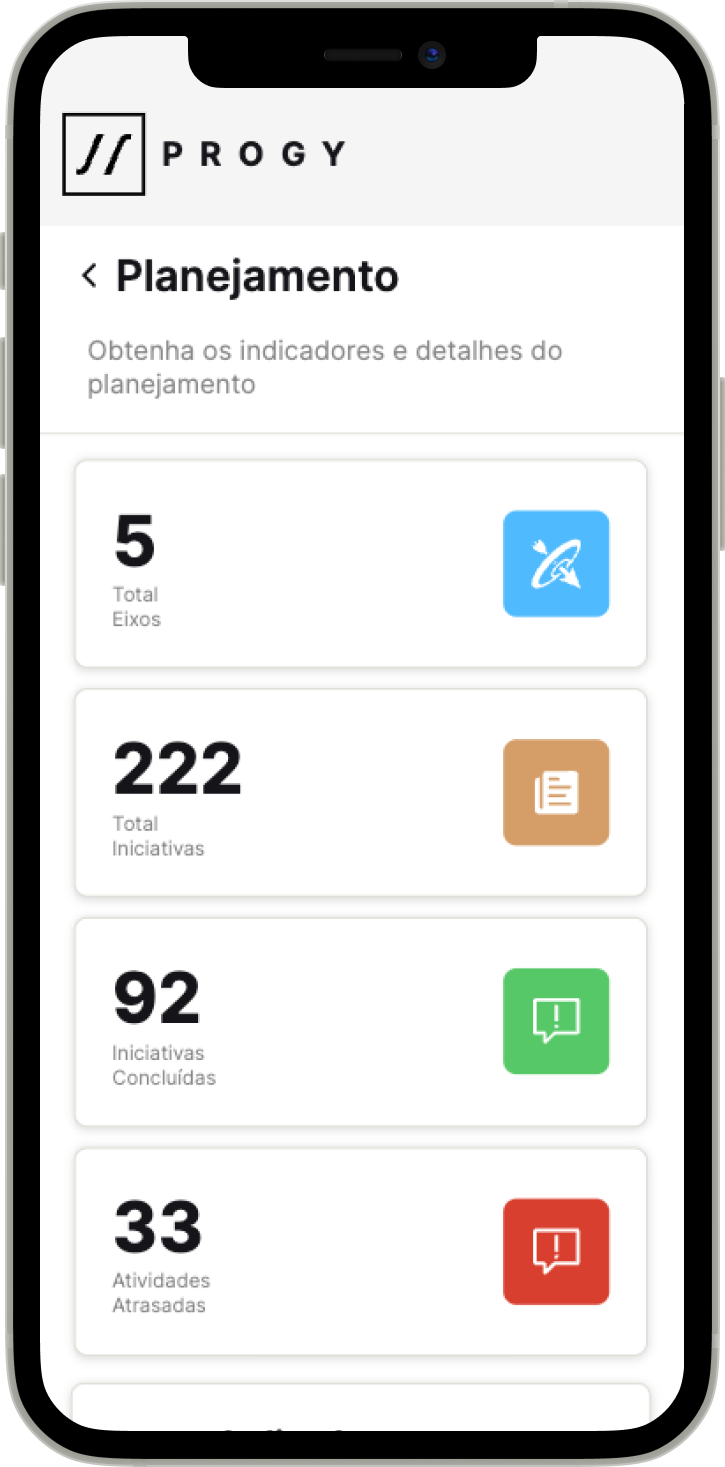 PROGY
Planejamento
Obtenha os indicadores e detalhes do
planejamento
5
Total
Eixos
222
Total
Iniciativas
92
Iniciativas
Concluídas
33
Atividades
Atrasadas